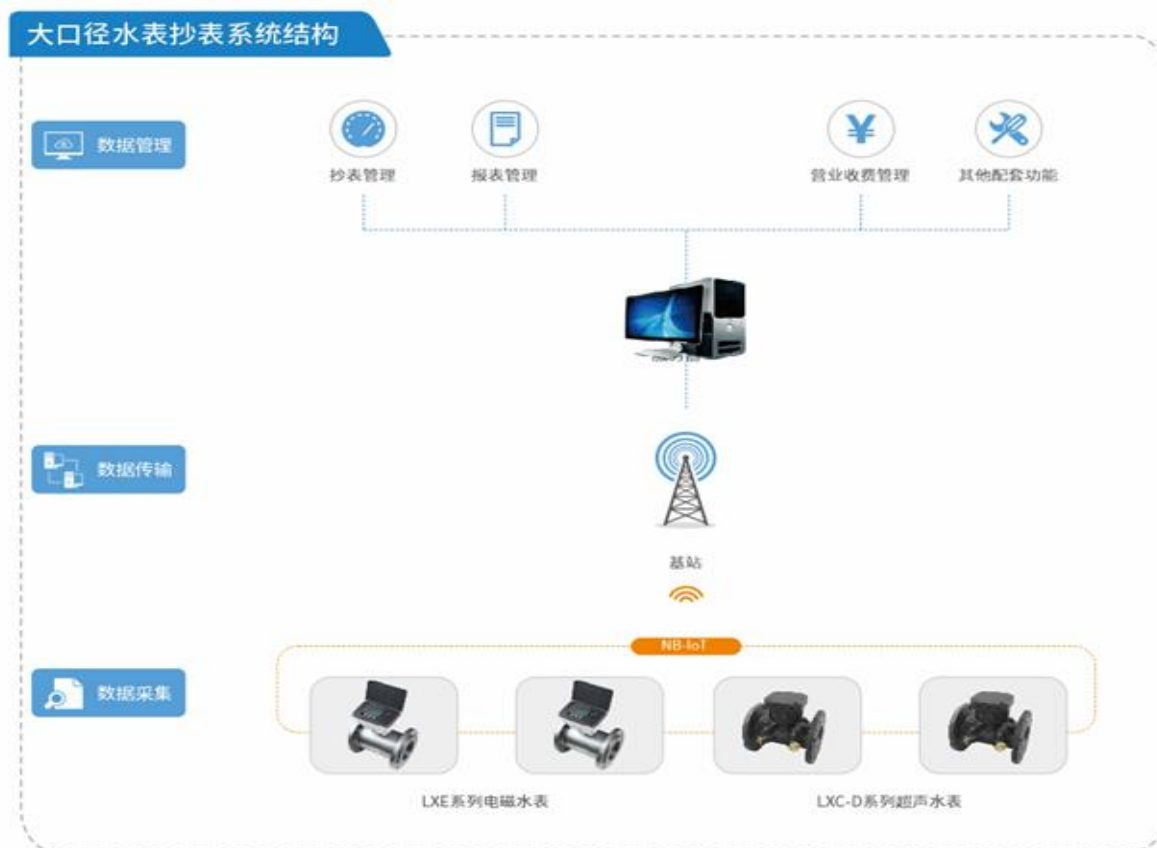 大口径水表抄表系统结构
数据管理
抄表管理
报表管理
¥
营业收费管理
其他配套功能
数据传输
基站
NB-IoT
数据采集
LXE系列电磁水表
LXC-D系列超声水表